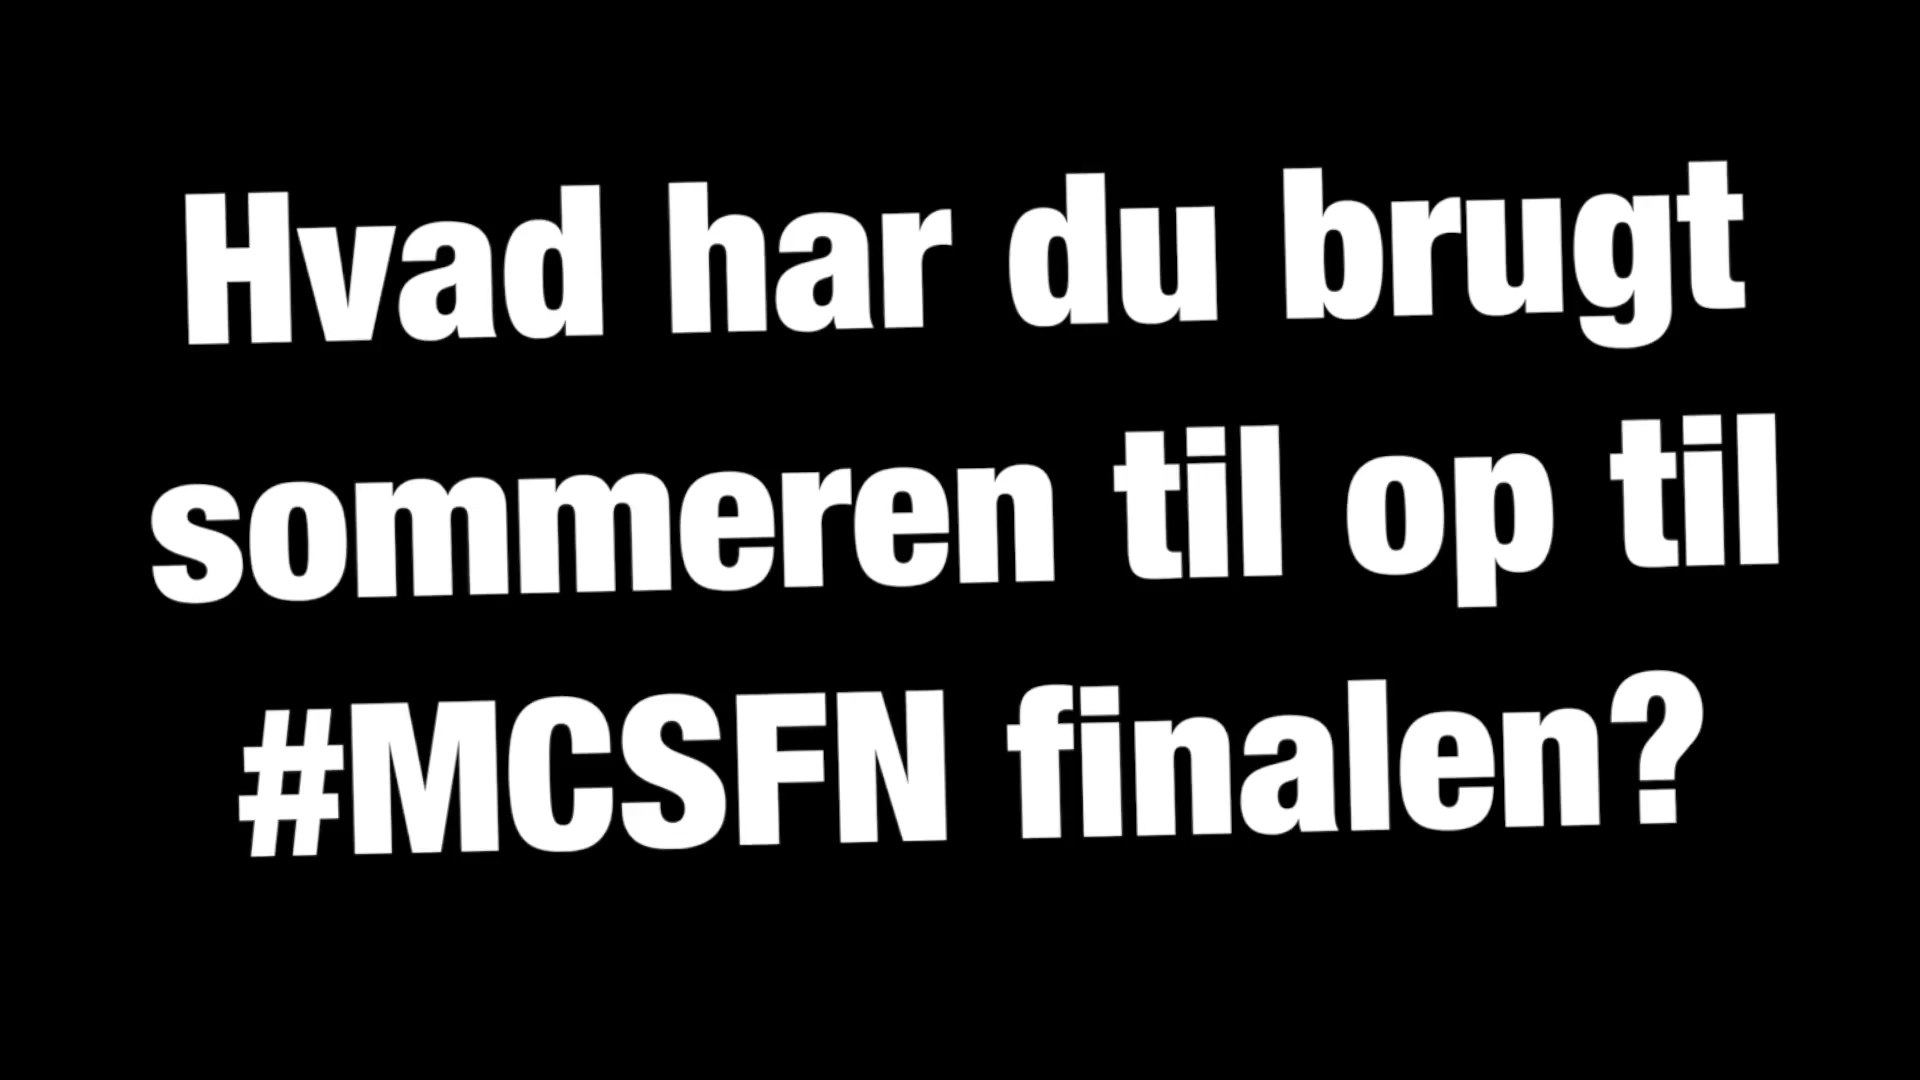 Hvad har du brugt
sommeren til op til
#MCSFN finalen?